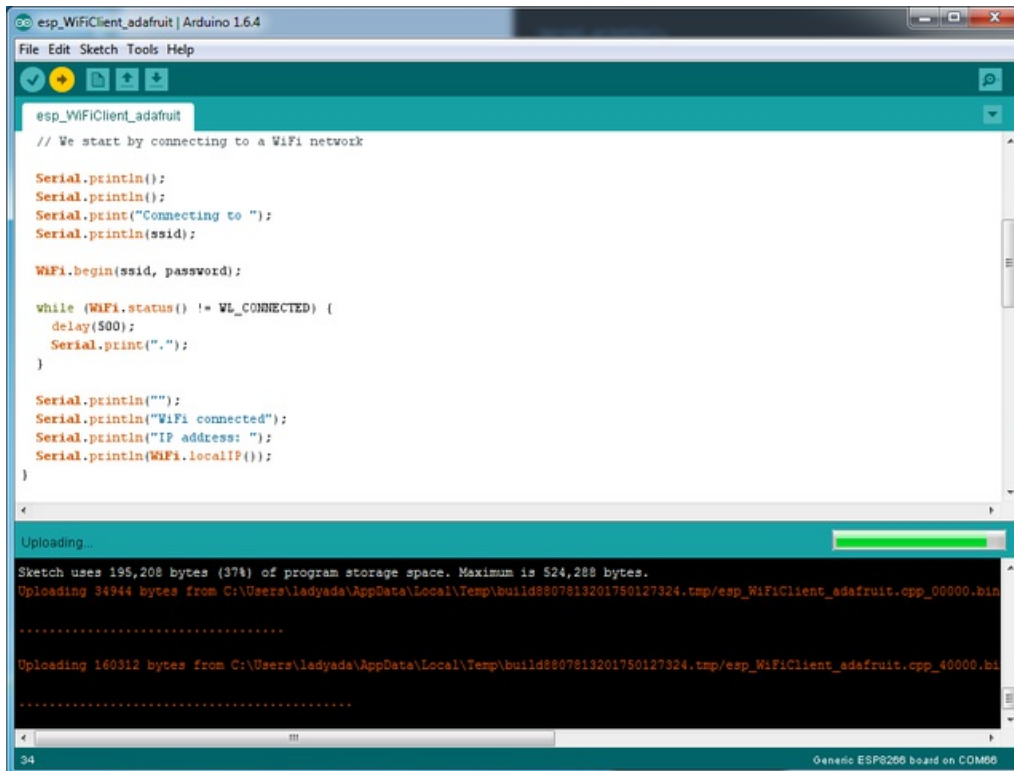 esp_WiFiClient_adafruit | Arduino 1.6.4
File Edit Sketch Tools Help
esp_WiFiClient_adafruit
// We start by connecting to a WiFi network
Serial.println();
Serial.println();
Serial.print("Connecting to ");
Serial.println(ssid);
WiFi.begin(ssid, password);
while (WiFi.status() != WL_CONNECTED) {
delay(500);
Serial.print(".");
}
Serial.println("");
Serial.println("WiFi connected");
Serial.println("IP address: ");
Serial.println(WiFi.localIP());
}
Uploading...
Sketch uses 195,208 bytes (37%) of program storage space. Maximum is 524,288 bytes.
Uploading 34944 bytes from C:\Users\ladyada\AppData\Local\Temp\build8807813201750127324.tmp/esp_WiFiClient_adafruit.cpp_00000.bin
...................................
Uploading 160312 bytes from C:\Users\ladyada\AppData\Local\Temp\build8807813201750127324.tmp/esp_WiFiClient_adafruit.cpp_40000.bi
............................................
34
Generic ESP8266 board on COM66